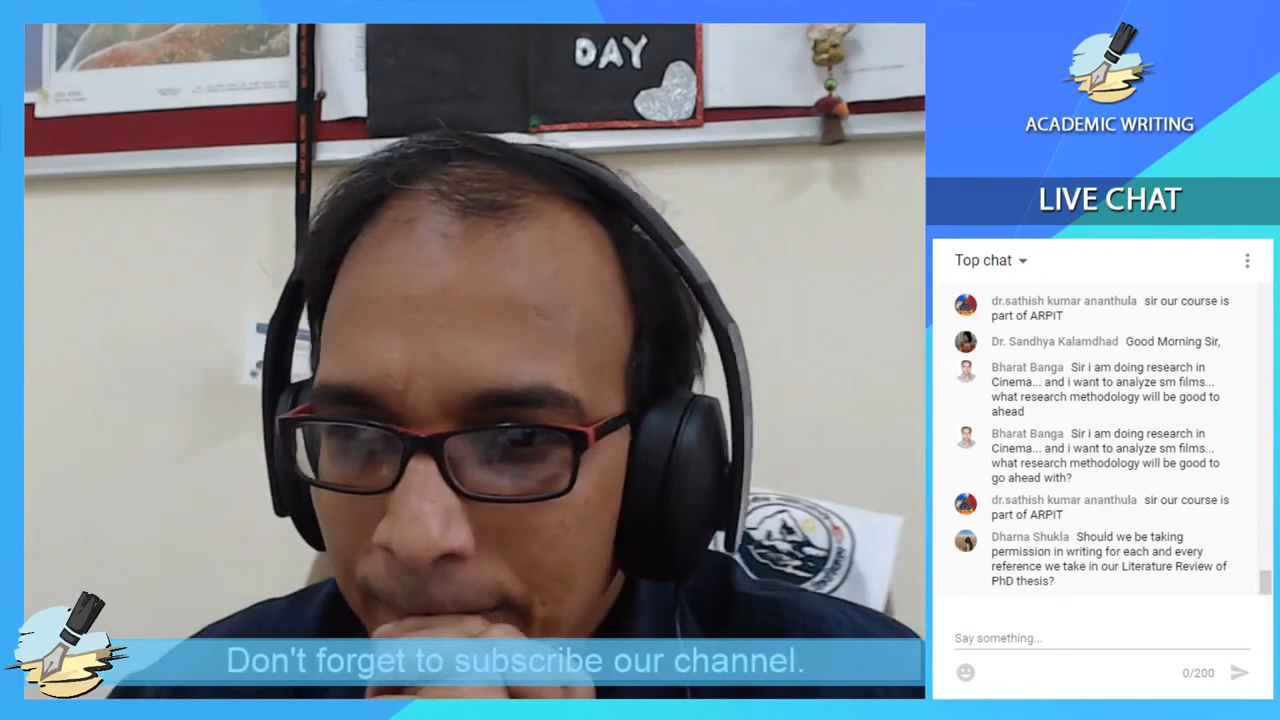 DAY
ACADEMIC WRITING
LIVE CHAT
Top chat
dr.sathish kumar ananthula sir our course is
part of ARPIT
Dr. Sandhya Kalamdhad Good Morning Sir,
Bharat Banga Sir i am doing research in
Cinema... and i want to analyze sm films...
what research methodology will be good to
ahead
Bharat Banga Sir i am doing research in
Cinema... and i want to analyze sm films...
what research methodology will be good to
go ahead with?
dr.sathish kumar ananthula sir our course is
part of ARPIT
Dharna Shukla Should we be taking
permission in writing for each and every
reference we take in our Literature Review of
PhD thesis?
Say something...
0/200
Don't forget to subscribe our channel.